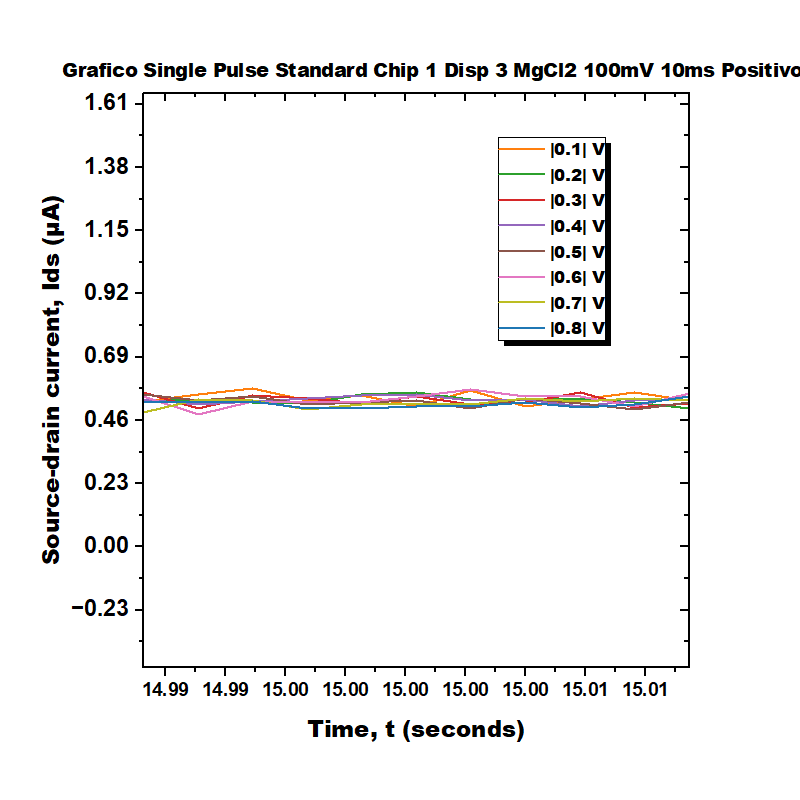 Grafico Single Pulse Standard Chip 1 Disp 3 MgCl2 100mV 10ms Positivo
1.61
1.38
1.15
0.92
0.69
0.46
0.23
0.00
−0.23
Source-drain current, Ids (µA)
|0.1| V
|0.2| V
|0.3| V
|0.4| V
|0.5| V
|0.6| V
|0.7| V
|0.8| V
14.99 14.99 15.00 15.00 15.00 15.00 15.00 15.01 15.01
Time, t (seconds)